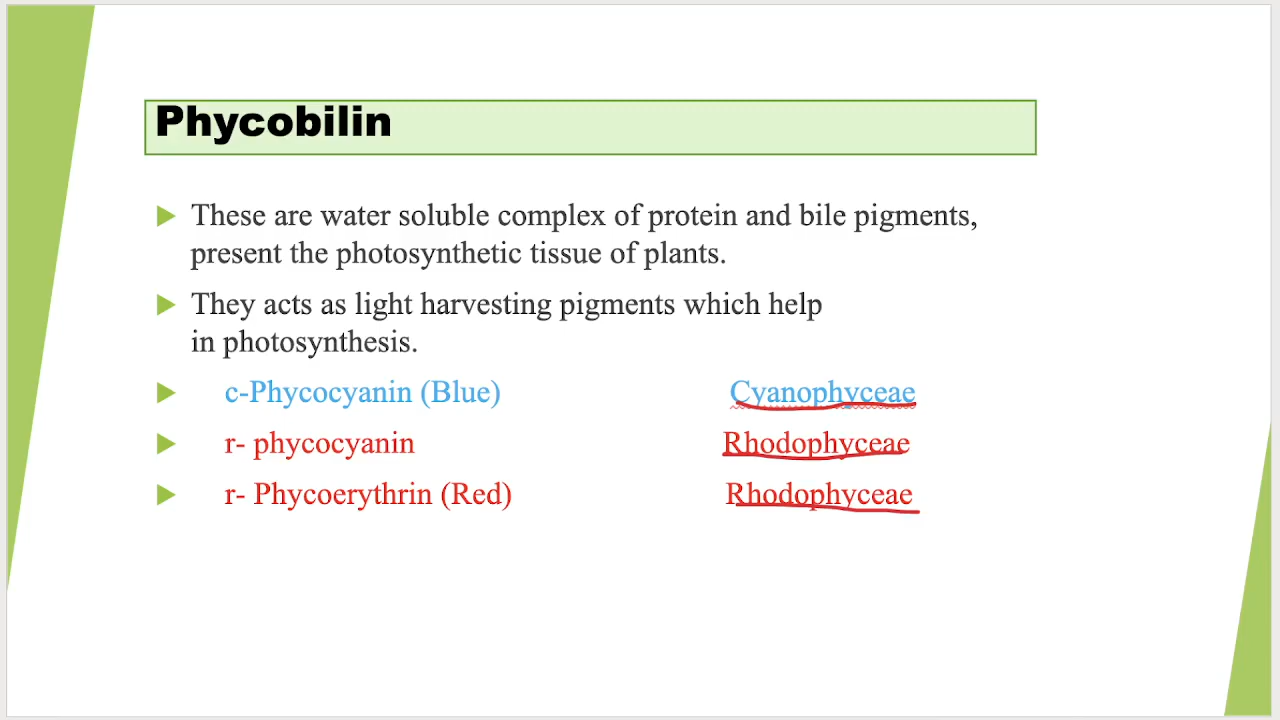 Phycobilin
These are water soluble complex of protein and bile pigments,
present the photosynthetic tissue of plants.
They acts as light harvesting pigments which help
in photosynthesis.
c-Phycocyanin (Blue) Cyanophyceae
r- phycocyanin Rhodophyceae
r- Phycoerythrin (Red) Rhodophyceae